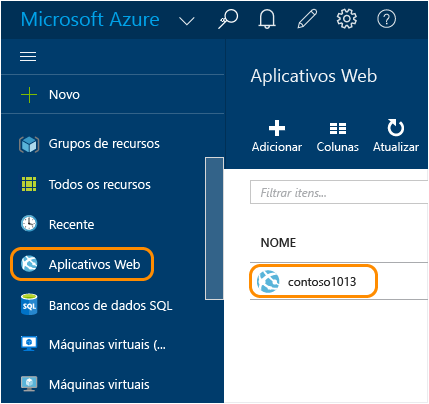 Microsoft Azure
Novo
Grupos de recursos
Todos os recursos
Recente
Aplicativos Web
Bancos de dados SQL
Máquinas virtuais (...
Máquinas virtuais
Aplicativos Web
Adicionar Colunas Atualizar
Filtrar itens...
NOME
contoso1013